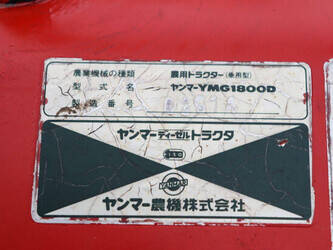 農業機械の種類 農用トラクター(乗用型)
型式名 ヤンマーYMG1800D
製造番号
ヤンマーディーゼルトラクタ
YANMAR
ヤンマー農機株式会社